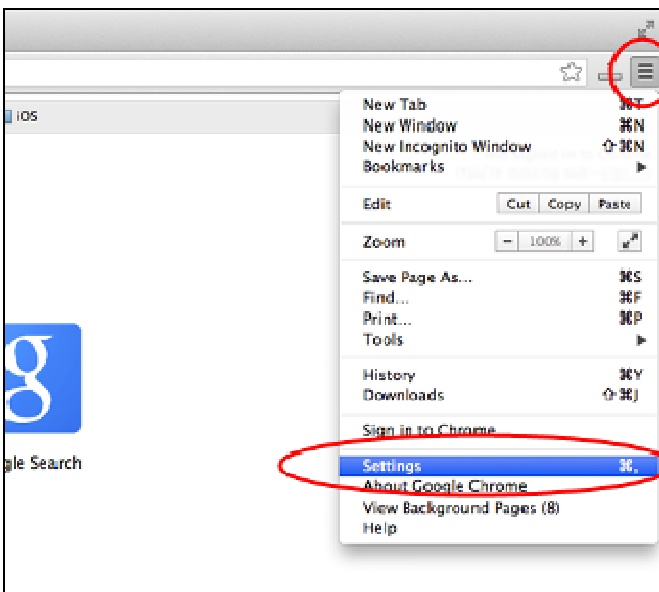 iOS
New Tab ⌘T
New Window ⌘N
New Incognito Window ⇧⌘N
Bookmarks
Edit Cut Copy Paste
Zoom − 100% +
Save Page As... ⌘S
Find... ⌘F
Print... ⌘P
Tools
History ⌘Y
Downloads ⇧⌘J
g
Sign in to Chrome...
gle Search
Settings ⌘,
About Google Chrome
View Background Pages (8)
Help